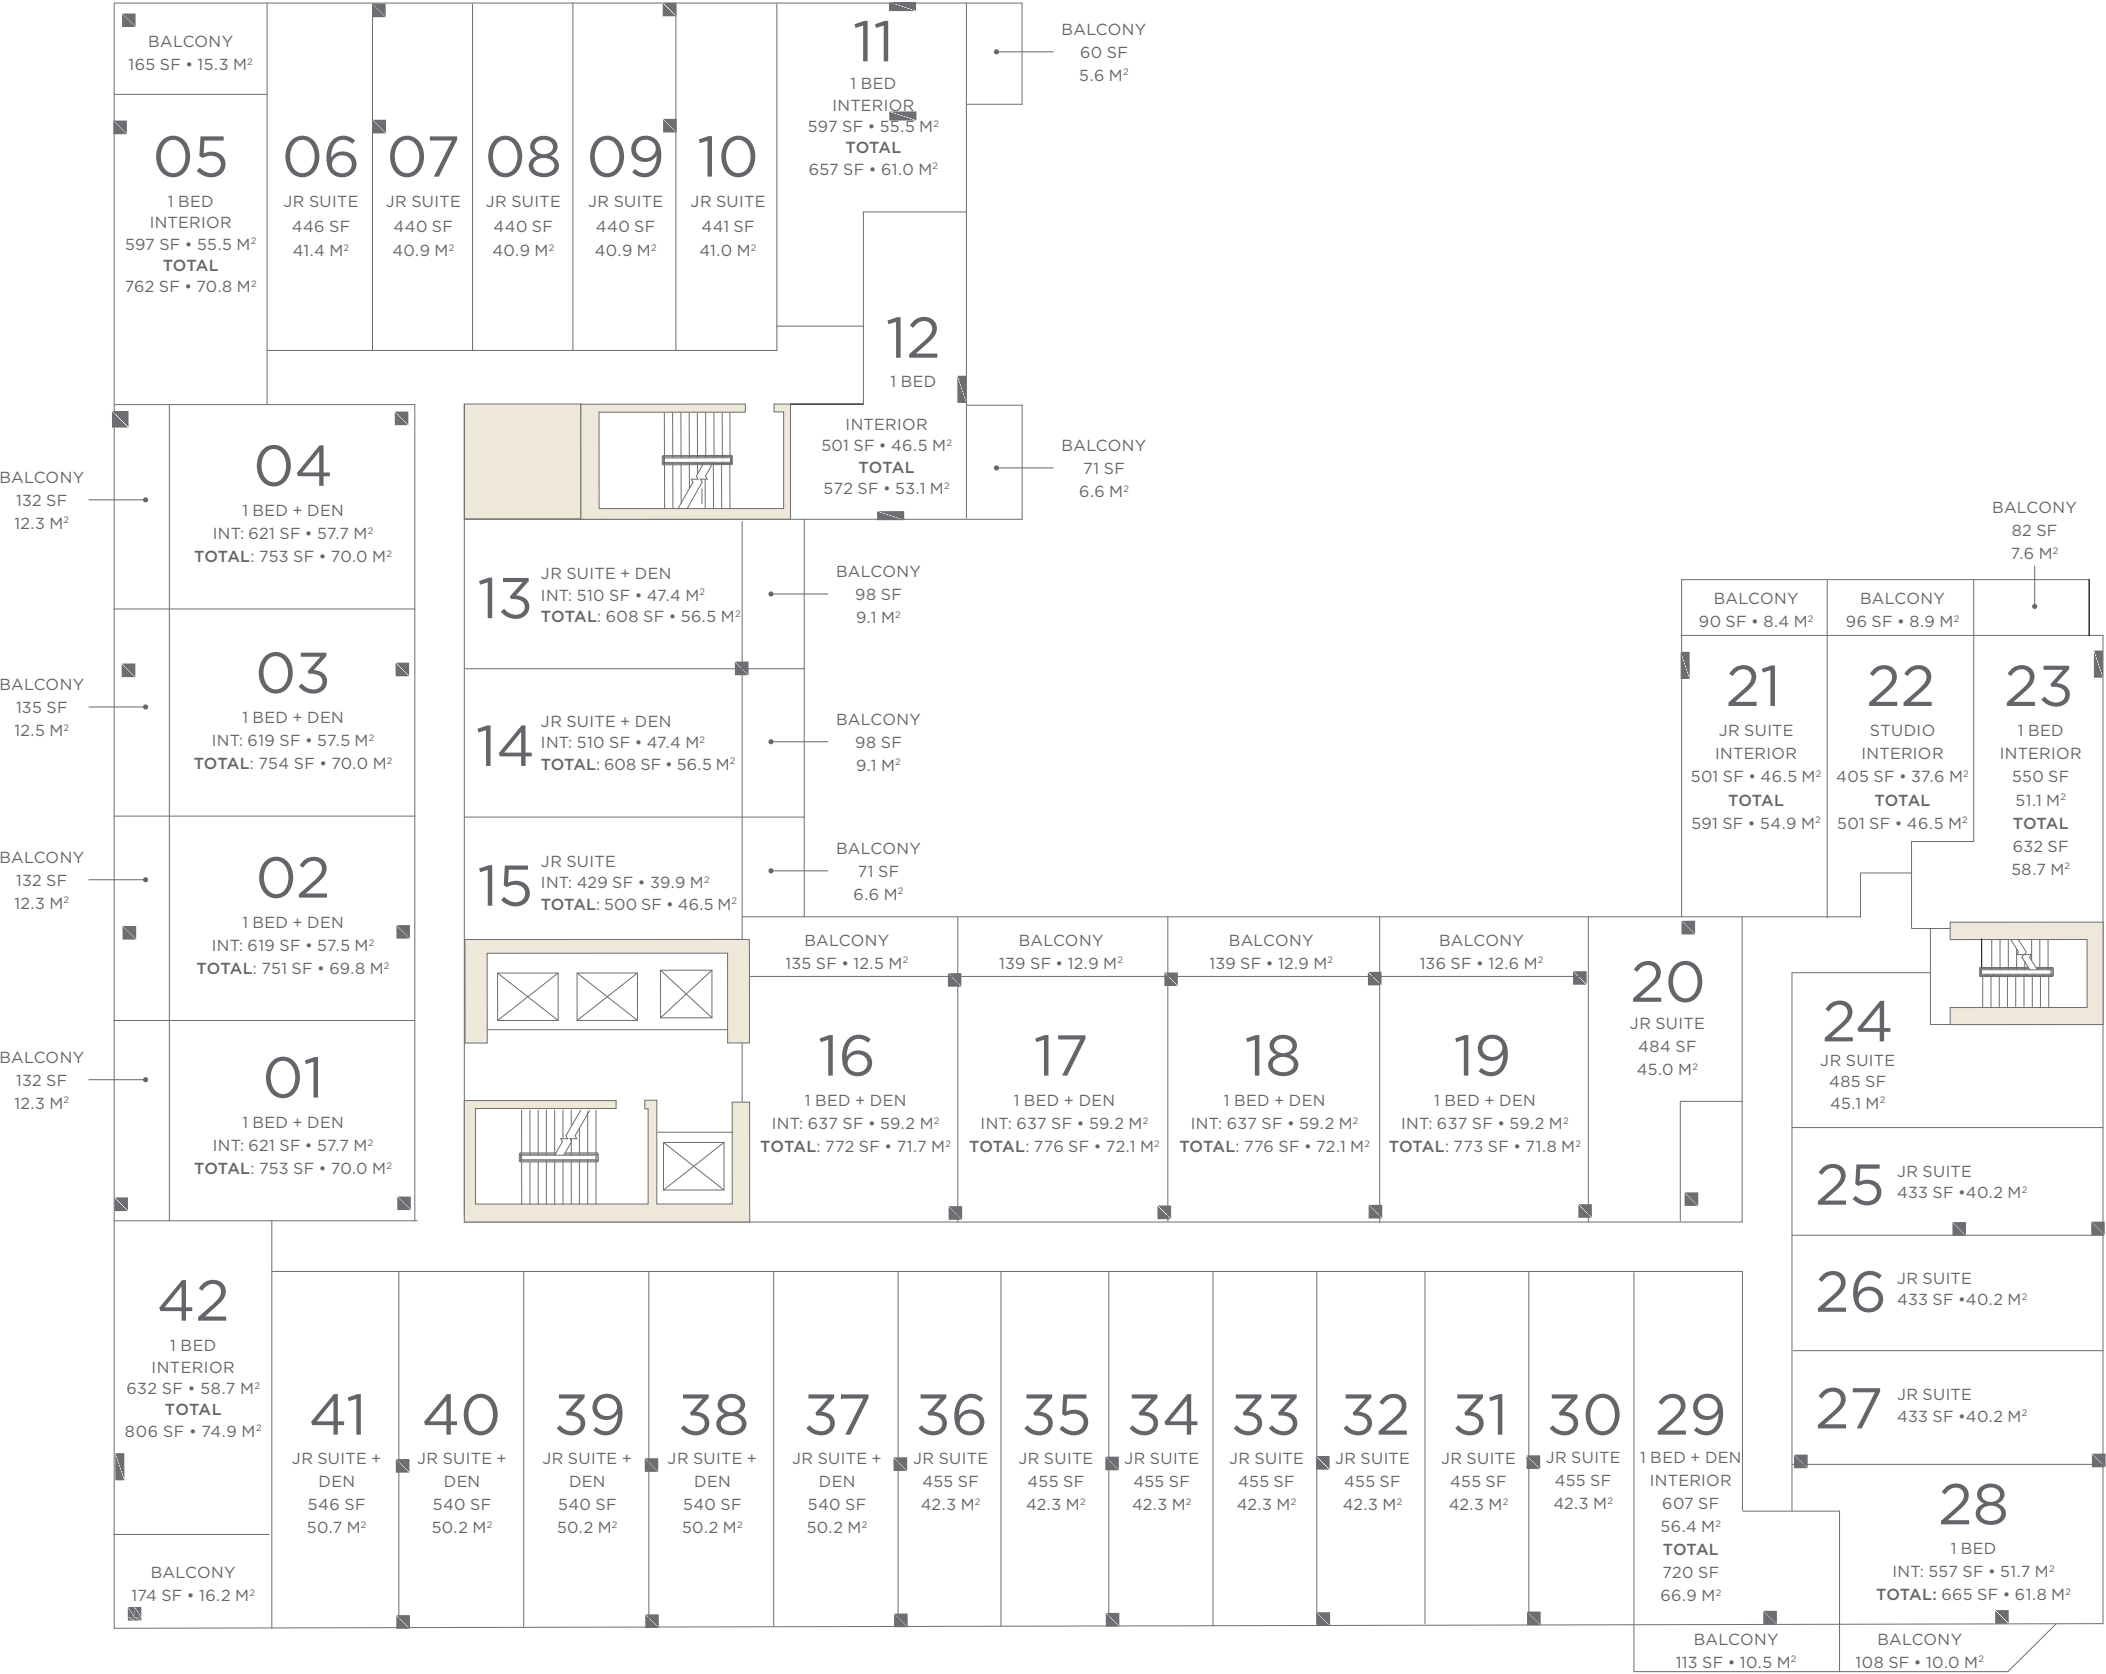 BALCONY
165 SF • 15.3 M²
05
1 BED
INTERIOR
597 SF • 55.5 M²
TOTAL
762 SF • 70.8 M²
06
JR SUITE
446 SF
41.4 M²
07
JR SUITE
440 SF
40.9 M²
08
JR SUITE
440 SF
40.9 M²
09
JR SUITE
440 SF
40.9 M²
10
JR SUITE
441 SF
41.0 M²
11
1 BED
INTERIOR
597 SF • 55.5 M²
TOTAL
657 SF • 61.0 M²
BALCONY
60 SF
5.6 M²
12
1 BED
INTERIOR
501 SF • 46.5 M²
TOTAL
572 SF • 53.1 M²
BALCONY
71 SF
6.6 M²
BALCONY
132 SF
12.3 M²
04
1 BED + DEN
INT: 621 SF • 57.7 M²
TOTAL: 753 SF • 70.0 M²
BALCONY
135 SF
12.5 M²
03
1 BED + DEN
INT: 619 SF • 57.5 M²
TOTAL: 754 SF • 70.0 M²
BALCONY
132 SF
12.3 M²
02
1 BED + DEN
INT: 619 SF • 57.5 M²
TOTAL: 751 SF • 69.8 M²
BALCONY
132 SF
12.3 M²
01
1 BED + DEN
INT: 621 SF • 57.7 M²
TOTAL: 753 SF • 70.0 M²
13
JR SUITE + DEN
INT: 510 SF • 47.4 M²
TOTAL: 608 SF • 56.5 M²
BALCONY
98 SF
9.1 M²
14
JR SUITE + DEN
INT: 510 SF • 47.4 M²
TOTAL: 608 SF • 56.5 M²
BALCONY
98 SF
9.1 M²
15
JR SUITE
INT: 429 SF • 39.9 M²
TOTAL: 500 SF • 46.5 M²
BALCONY
71 SF
6.6 M²
BALCONY
135 SF • 12.5 M²
16
1 BED + DEN
INT: 637 SF • 59.2 M²
TOTAL: 772 SF • 71.7 M²
BALCONY
139 SF • 12.9 M²
17
1 BED + DEN
INT: 637 SF • 59.2 M²
TOTAL: 776 SF • 72.1 M²
BALCONY
139 SF • 12.9 M²
18
1 BED + DEN
INT: 637 SF • 59.2 M²
TOTAL: 776 SF • 72.1 M²
BALCONY
136 SF • 12.6 M²
19
1 BED + DEN
INT: 637 SF • 59.2 M²
TOTAL: 773 SF • 71.8 M²
20
JR SUITE
484 SF
45.0 M²
BALCONY
90 SF • 8.4 M²
21
JR SUITE
INTERIOR
501 SF • 46.5 M²
TOTAL
591 SF • 54.9 M²
BALCONY
96 SF • 8.9 M²
22
STUDIO
INTERIOR
405 SF • 37.6 M²
TOTAL
501 SF • 46.5 M²
BALCONY
82 SF
7.6 M²
23
1 BED
INTERIOR
550 SF
51.1 M²
TOTAL
632 SF
58.7 M²
24
JR SUITE
485 SF
45.1 M²
25
JR SUITE
433 SF •40.2 M²
26
JR SUITE
433 SF •40.2 M²
27
JR SUITE
433 SF •40.2 M²
28
1 BED
INT: 557 SF • 51.7 M²
TOTAL: 665 SF • 61.8 M²
BALCONY
108 SF • 10.0 M²
42
1 BED
INTERIOR
632 SF • 58.7 M²
TOTAL
806 SF • 74.9 M²
BALCONY
174 SF • 16.2 M²
41
JR SUITE +
DEN
546 SF
50.7 M²
40
JR SUITE +
DEN
540 SF
50.2 M²
39
JR SUITE +
DEN
540 SF
50.2 M²
38
JR SUITE +
DEN
540 SF
50.2 M²
37
JR SUITE +
DEN
540 SF
50.2 M²
36
JR SUITE
455 SF
42.3 M²
35
JR SUITE
455 SF
42.3 M²
34
JR SUITE
455 SF
42.3 M²
33
JR SUITE
455 SF
42.3 M²
32
JR SUITE
455 SF
42.3 M²
31
JR SUITE
455 SF
42.3 M²
30
JR SUITE
455 SF
42.3 M²
29
1 BED + DEN
INTERIOR
607 SF
56.4 M²
TOTAL
720 SF
66.9 M²
BALCONY
113 SF • 10.5 M²